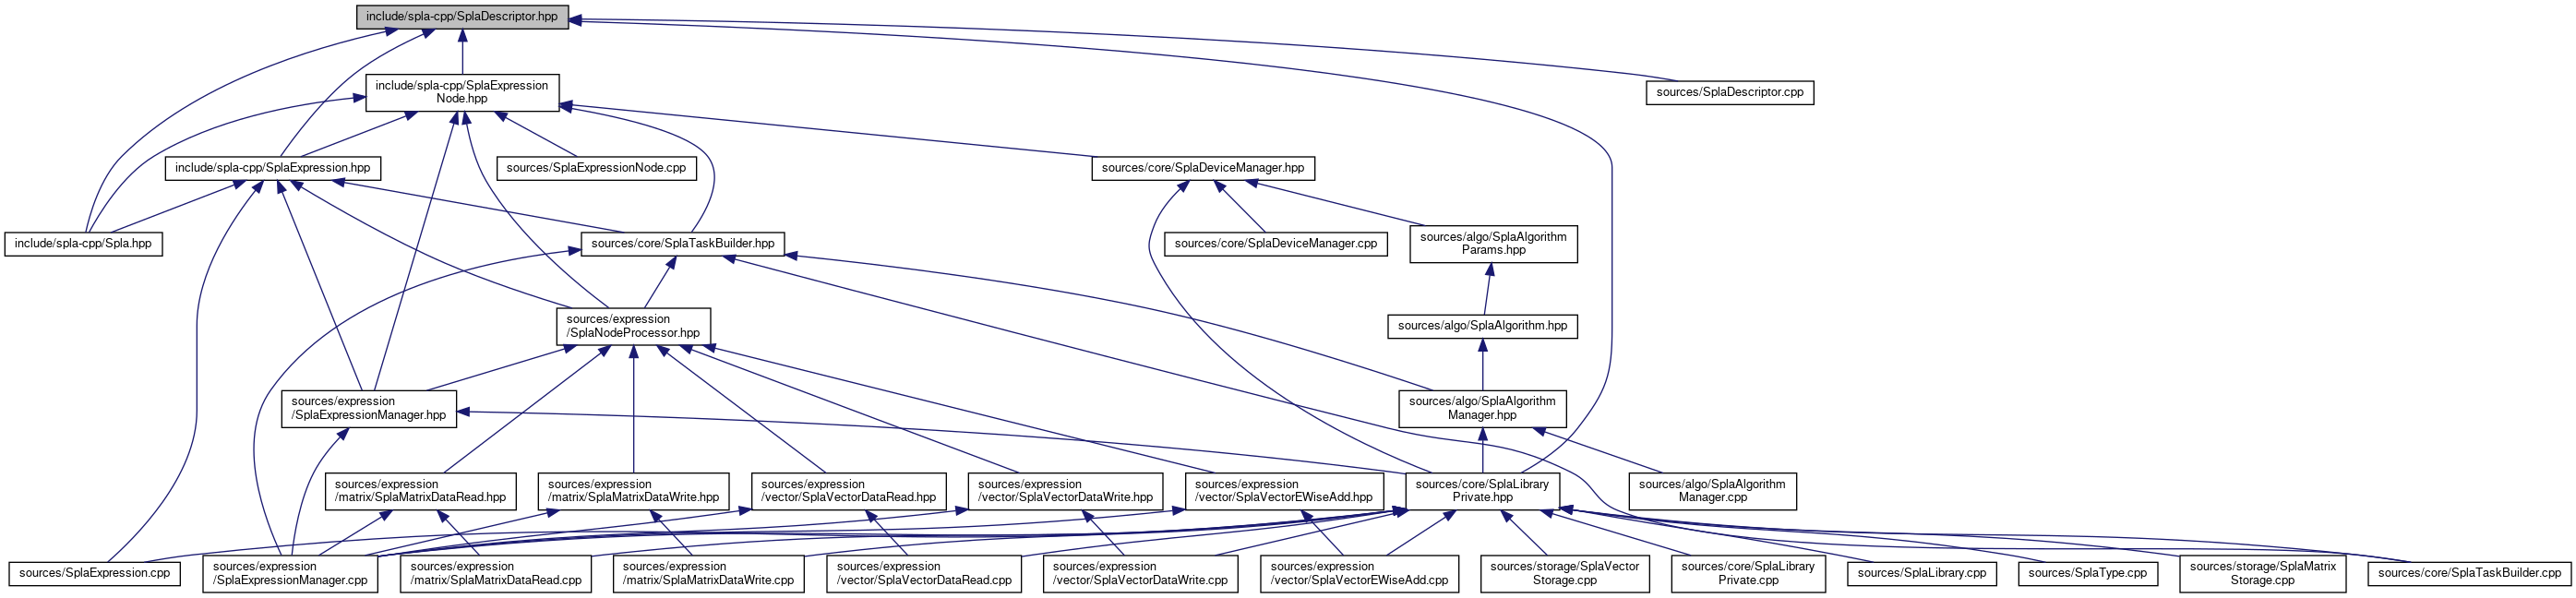 include/spla-cpp/SplaDescriptor.hpp
include/spla-cpp/SplaExpression
Node.hpp
sources/SplaDescriptor.cpp
include/spla-cpp/SplaExpression.hpp
sources/SplaExpressionNode.cpp
sources/core/SplaDeviceManager.hpp
include/spla-cpp/Spla.hpp
sources/core/SplaTaskBuilder.hpp
sources/core/SplaDeviceManager.cpp
sources/algo/SplaAlgorithm
Params.hpp
sources/expression
/SplaNodeProcessor.hpp
sources/algo/SplaAlgorithm.hpp
sources/expression
/SplaExpressionManager.hpp
sources/algo/SplaAlgorithm
Manager.hpp
sources/expression
/matrix/SplaMatrixDataRead.hpp
sources/expression
/matrix/SplaMatrixDataWrite.hpp
sources/expression
/vector/SplaVectorDataRead.hpp
sources/expression
/vector/SplaVectorDataWrite.hpp
sources/expression
/vector/SplaVectorEWiseAdd.hpp
sources/core/SplaLibrary
Private.hpp
sources/algo/SplaAlgorithm
Manager.cpp
sources/SplaExpression.cpp
sources/expression
/SplaExpressionManager.cpp
sources/expression
/matrix/SplaMatrixDataRead.cpp
sources/expression
/matrix/SplaMatrixDataWrite.cpp
sources/expression
/vector/SplaVectorDataRead.cpp
sources/expression
/vector/SplaVectorDataWrite.cpp
sources/expression
/vector/SplaVectorEWiseAdd.cpp
sources/storage/SplaVector
Storage.cpp
sources/core/SplaLibrary
Private.cpp
sources/SplaLibrary.cpp
sources/SplaType.cpp
sources/storage/SplaMatrix
Storage.cpp
sources/core/SplaTaskBuilder.cpp